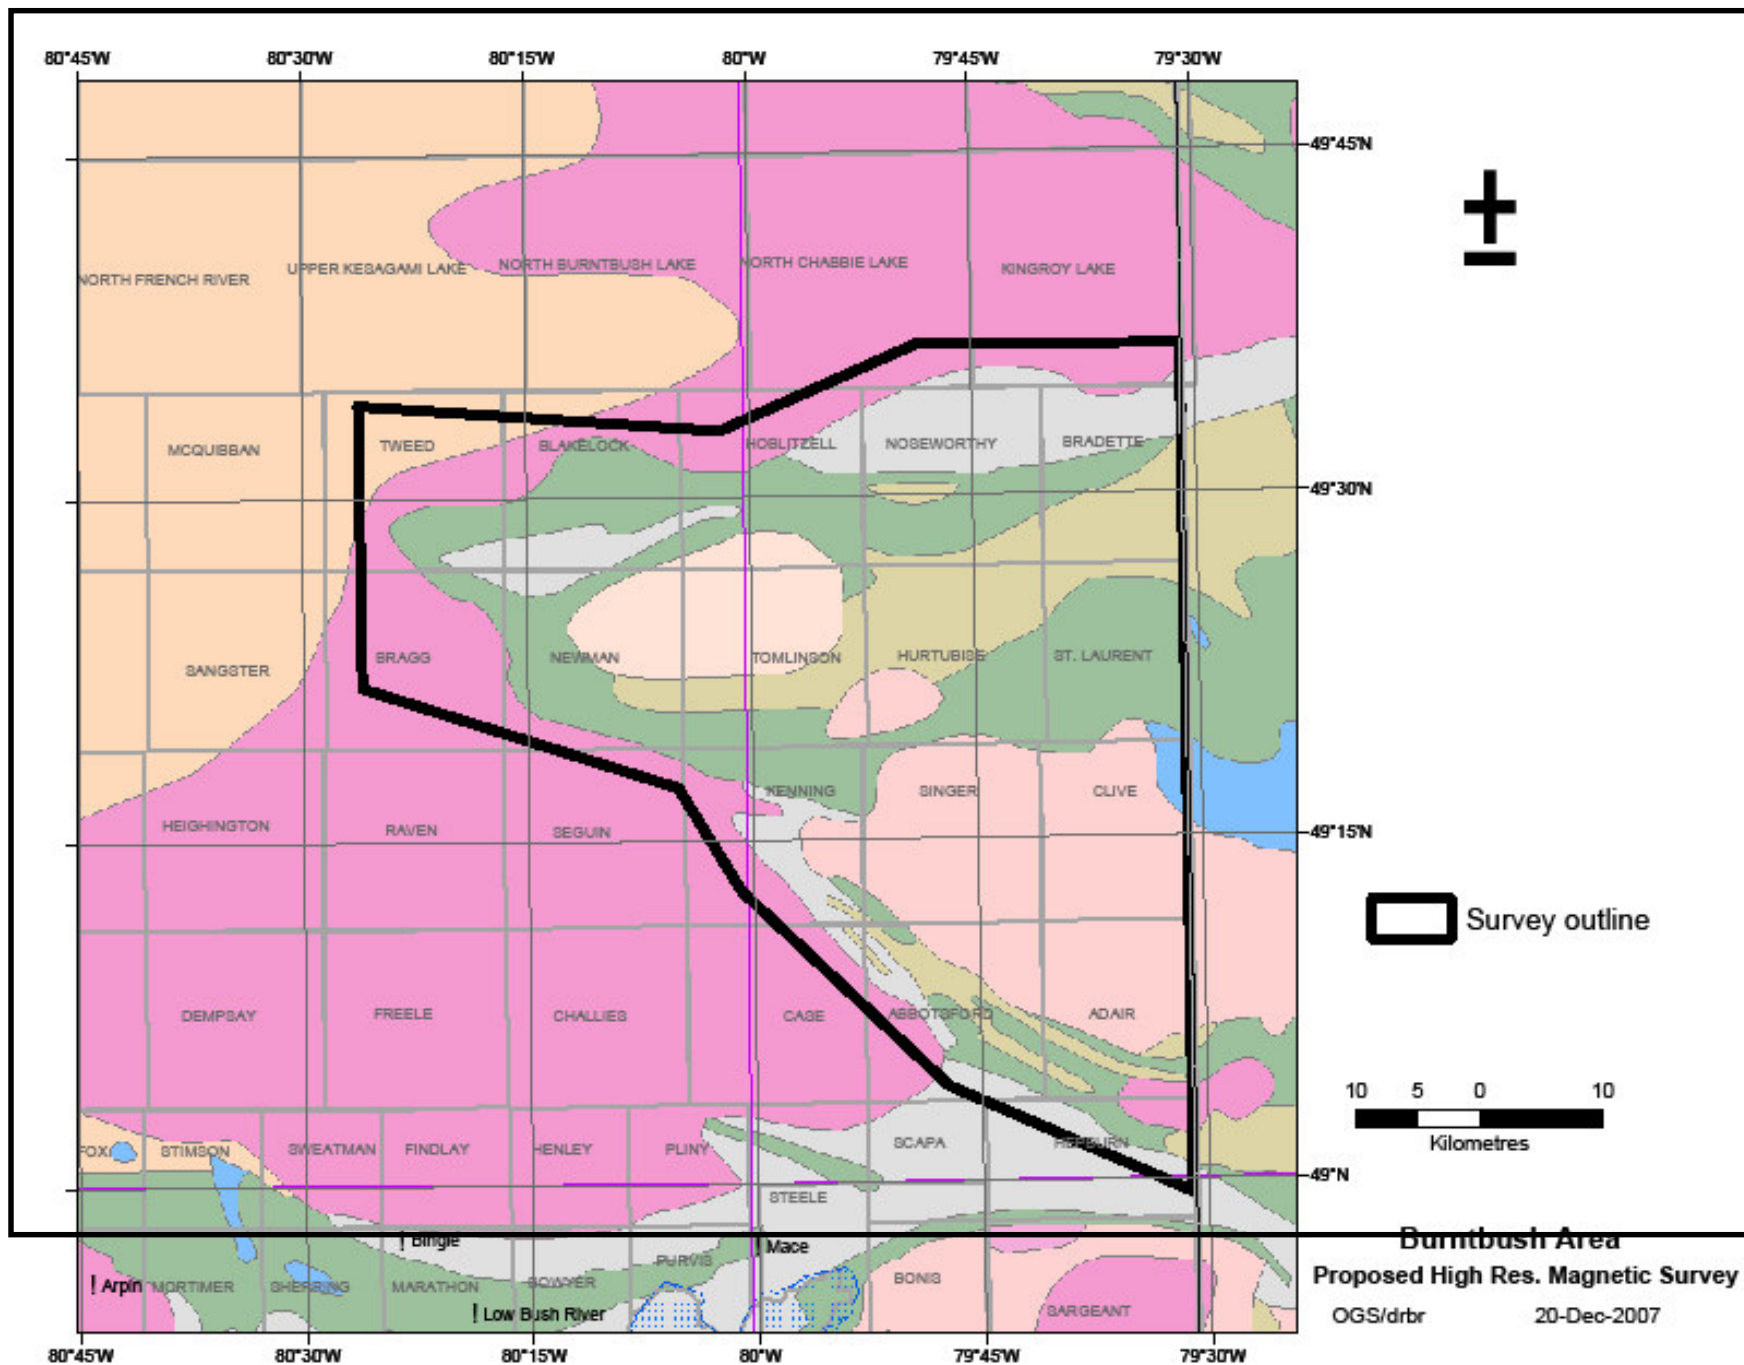 80°45'W 80°30'W 80°15'W 80°W 79°45'W 79°30'W
49°45'N
NORTH FRENCH RIVER UPPER KESAGAMI LAKE NORTH BURNTBUSH LAKE NORTH CHABBIE LAKE KINGROY LAKE
MCQUIBBAN TWEED BLAKELOCK HOBLITZELL NOSEWORTHY BRADETTE
49°30'N
SANGSTER BRAGG NEWMAN TOMLINSON HURTUBISE ST. LAURENT
KENNING SINGER CLIVE
HEIGHINGTON RAVEN SEGUIN
49°15'N
Survey outline
DEMPSAY FREELE CHALLIES CASE ABBOTSFORD ADAIR
10 5 0 10
Kilometres
FOX STIMSON SWEATMAN FINDLAY HENLEY PLINY SCAPA HEPBURN
49°N
STEELE
Bingle Mace
Burntbush Area
PURVIS
Arpin MORTIMER SHERRING MARATHON BOWYER BONIS
Proposed High Res. Magnetic Survey
Low Bush River SARGEANT
OGS/drbr 20-Dec-2007
80°45'W 80°30'W 80°15'W 80°W 79°45'W 79°30'W